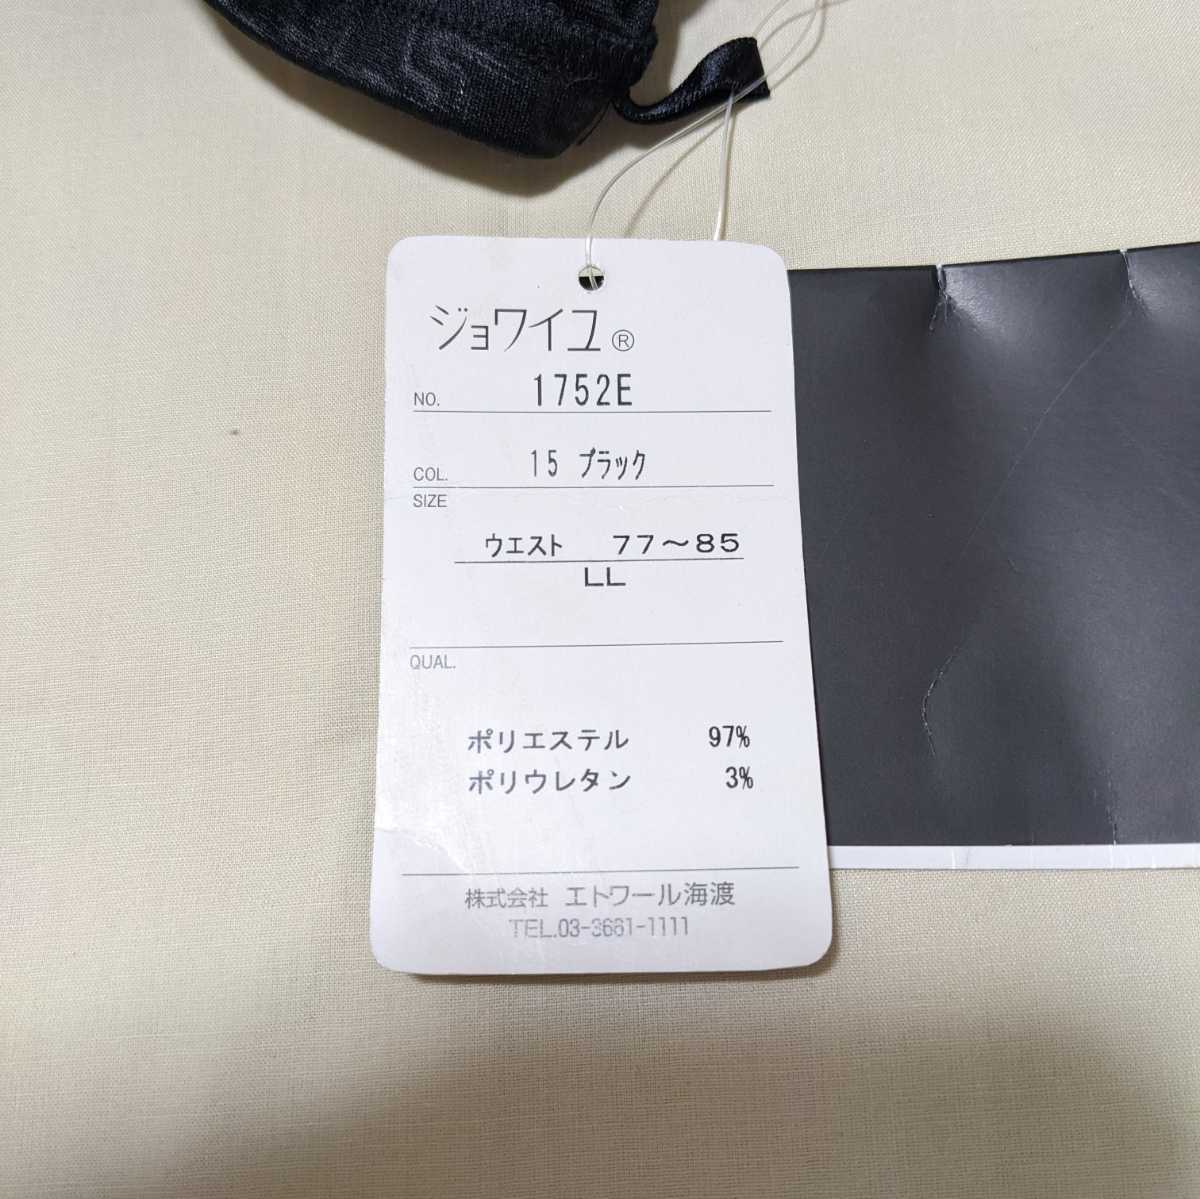 ジョワイユ®
NO. 1752E
COL. 15 ブラック
SIZE
ウエスト 77～85
LL
QUAL.
ポリエステル 97%
ポリウレタン 3%
株式会社 エトワール海渡
TEL.03-3661-1111